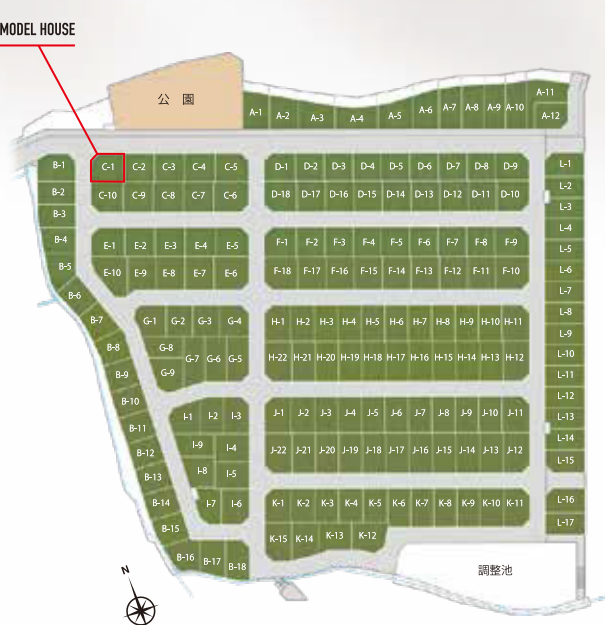 MODEL HOUSE
公 園
A-1 A-2 A-3 A-4 A-5 A-6 A-7 A-8 A-9 A-10 A-11
A-12
B-1
B-2
B-3
B-4
B-5
B-6
B-7
B-8
B-9
B-10
B-11
B-12
B-13
B-14
B-15
B-16 B-17 B-18
C-1 C-2 C-3 C-4 C-5
C-10 C-9 C-8 C-7 C-6
D-1 D-2 D-3 D-4 D-5 D-6 D-7 D-8 D-9
D-18 D-17 D-16 D-15 D-14 D-13 D-12 D-11 D-10
E-1 E-2 E-3 E-4 E-5
E-10 E-9 E-8 E-7 E-6
F-1 F-2 F-3 F-4 F-5 F-6 F-7 F-8 F-9
F-18 F-17 F-16 F-15 F-14 F-13 F-12 F-11 F-10
G-1 G-2 G-3 G-4
G-8
G-7 G-6 G-5
G-9
H-1 H-2 H-3 H-4 H-5 H-6 H-7 H-8 H-9 H-10 H-11
H-22 H-21 H-20 H-19 H-18 H-17 H-16 H-15 H-14 H-13 H-12
I-1 I-2 I-3
I-9 I-4
I-8 I-5
I-7 I-6
J-1 J-2 J-3 J-4 J-5 J-6 J-7 J-8 J-9 J-10 J-11
J-22 J-21 J-20 J-19 J-18 J-17 J-16 J-15 J-14 J-13 J-12
K-1 K-2 K-3 K-4 K-5 K-6 K-7 K-8 K-9 K-10 K-11
K-15 K-14 K-13 K-12
L-1
L-2
L-3
L-4
L-5
L-6
L-7
L-8
L-9
L-10
L-11
L-12
L-13
L-14
L-15
L-16
L-17
調整池
N